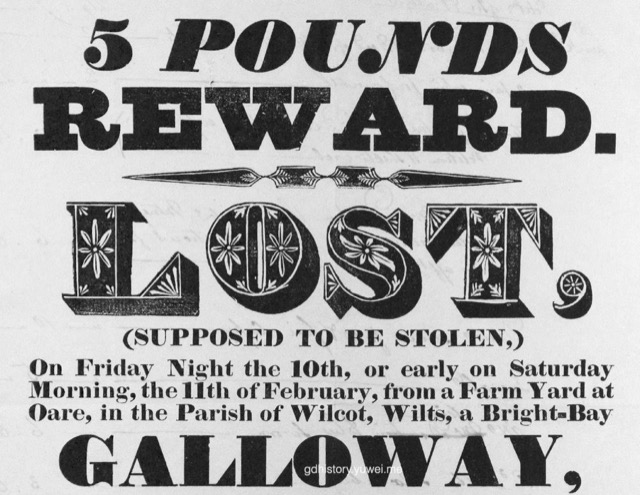 5 POUNDS
REWARD.
LOST,
(SUPPOSED TO BE STOLEN,)
On Friday Night the 10th, or early on Saturday
Morning, the 11th of February, from a Farm Yard at
Oare, in the Parish of Wilcot, Wilts, a Bright-Bay
GALLOWAY,
gdhistory.yuwei.me